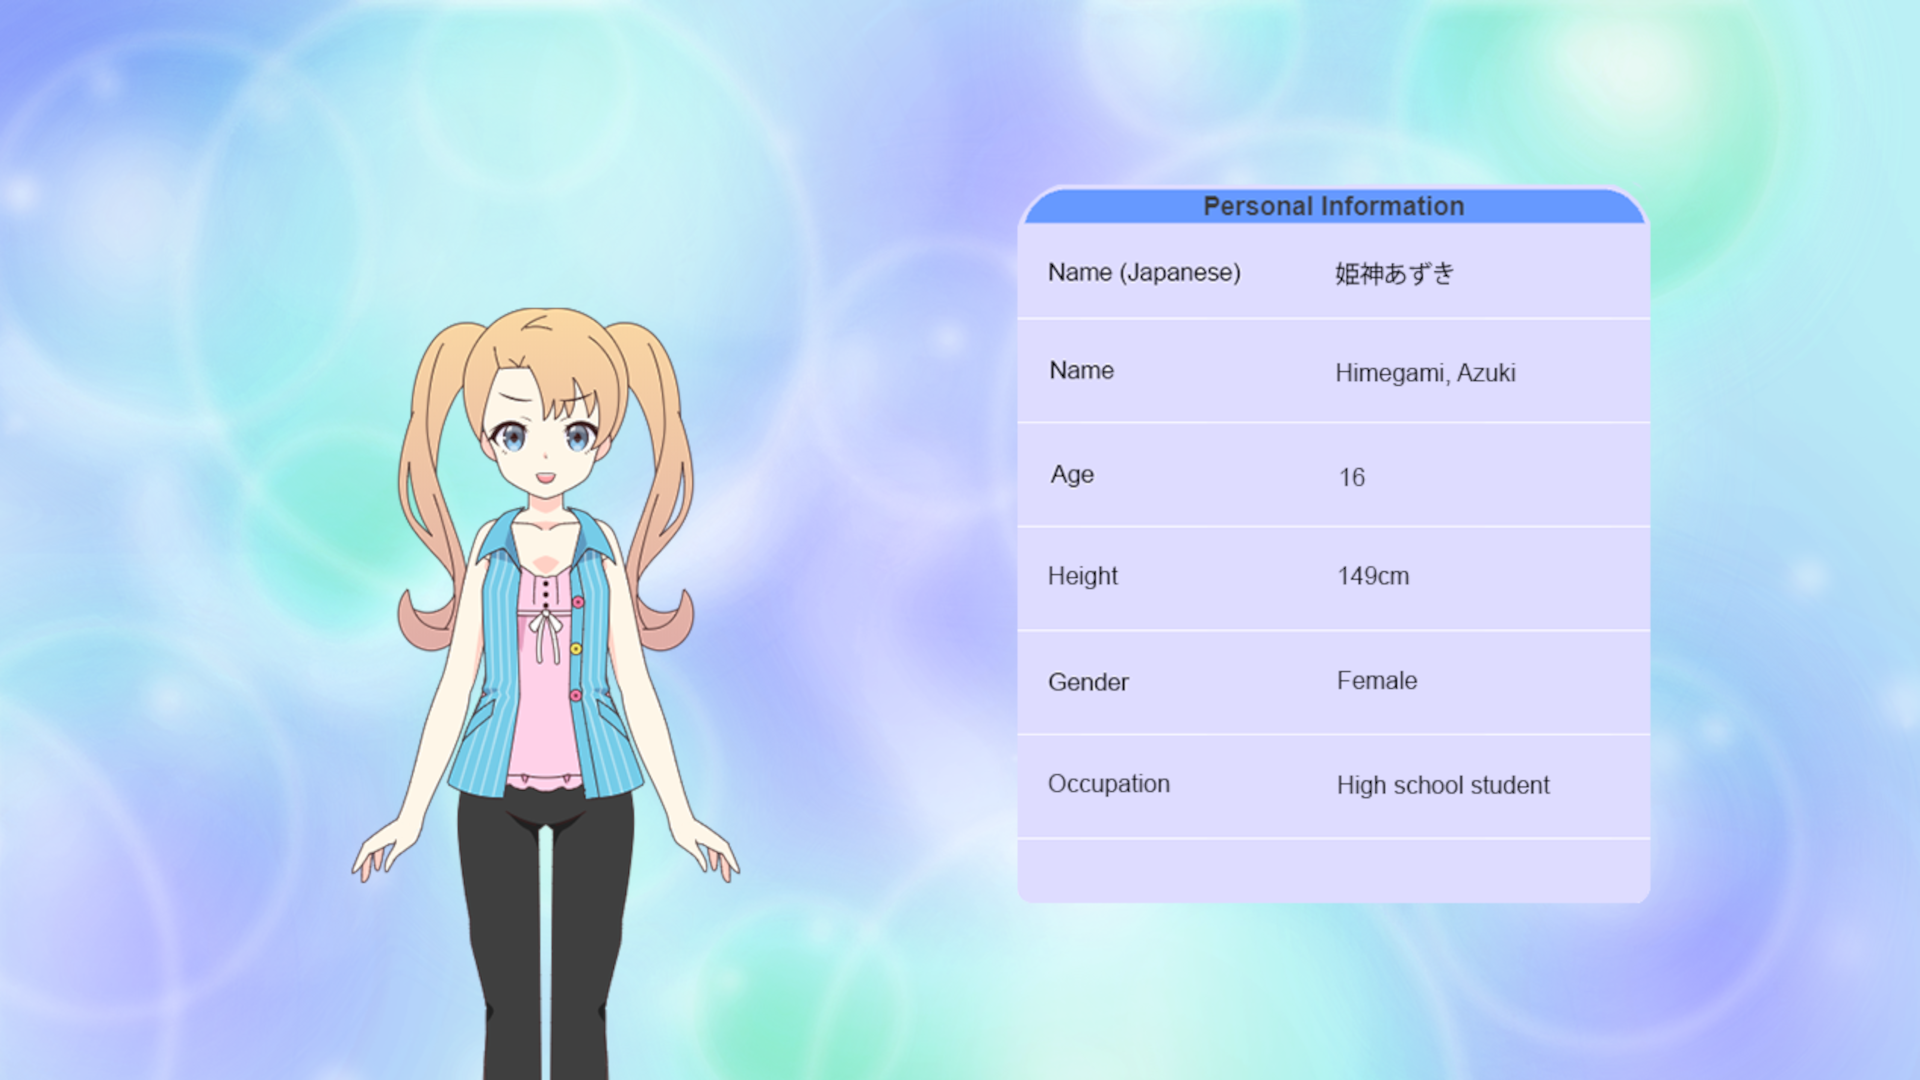 Personal Information
Name (Japanese) 姫神あずき
Name Himegami, Azuki
Age 16
Height 149cm
Gender Female
Occupation High school student